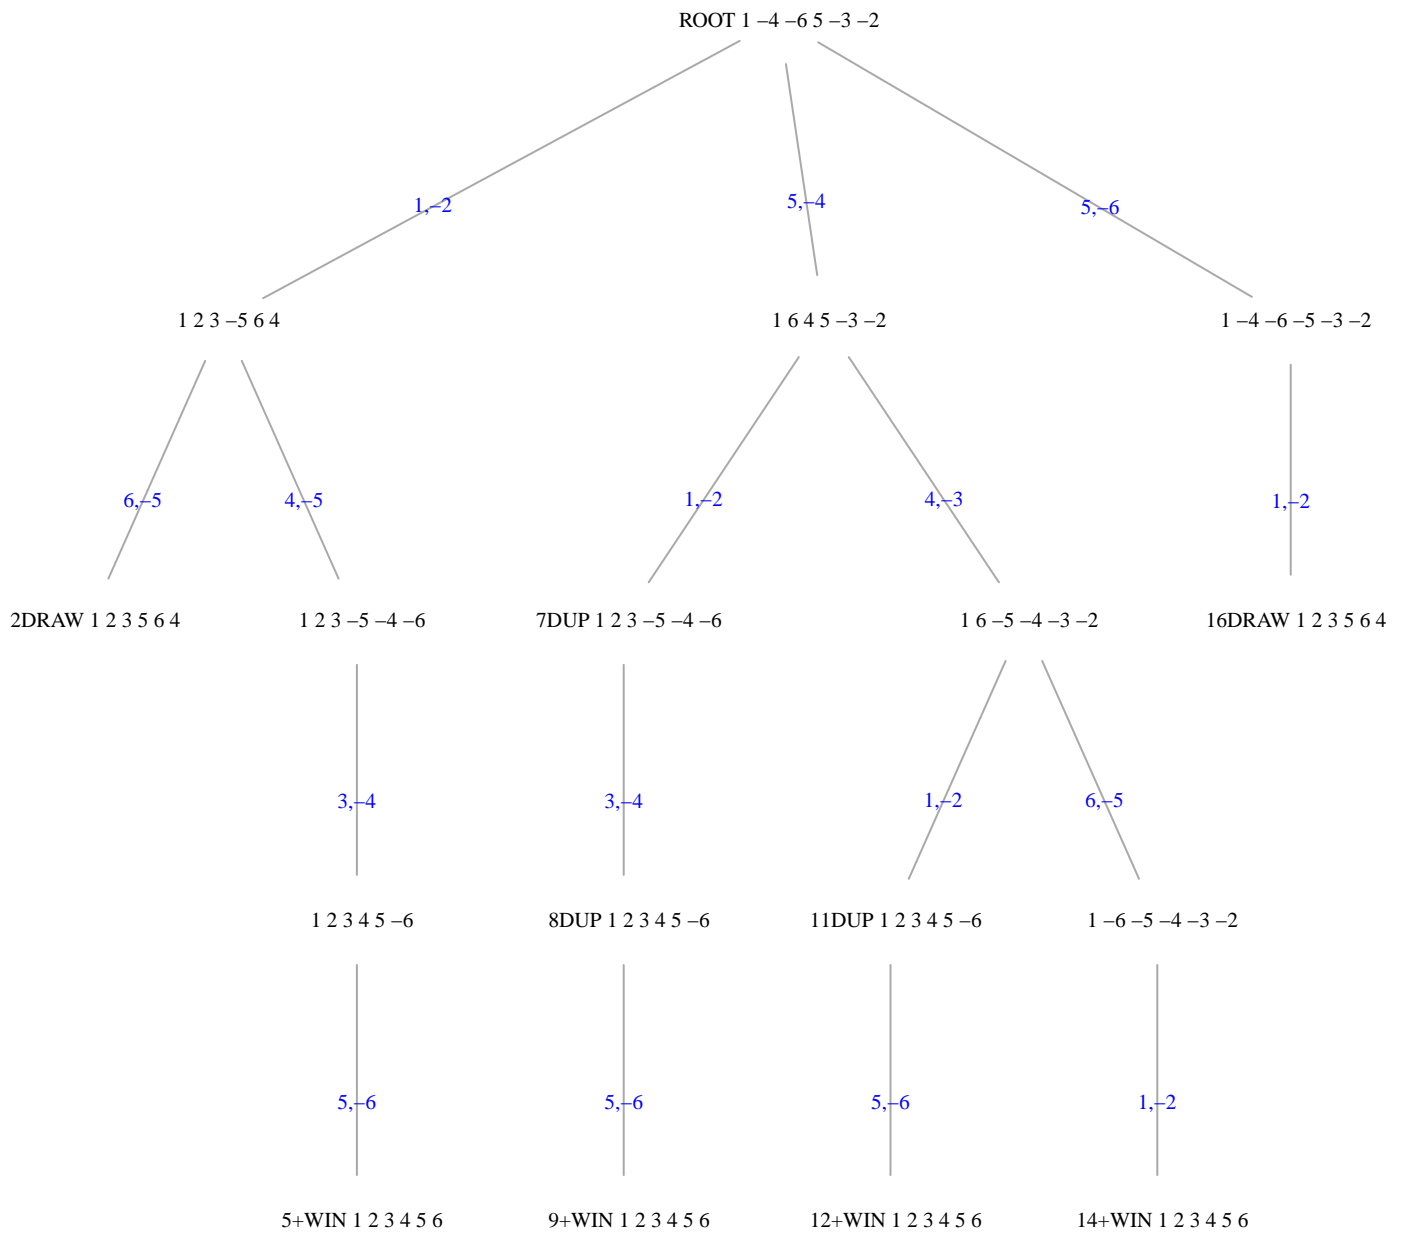 ROOT 1 –4 –6 5 –3 –2
1,–2
5,–4
5,–6
1 2 3 –5 6 4
1 6 4 5 –3 –2
1 –4 –6 –5 –3 –2
6,–5
4,–5
1,–2
4,–3
1,–2
2DRAW 1 2 3 5 6 4
1 2 3 –5 –4 –6
7DUP 1 2 3 –5 –4 –6
1 6 –5 –4 –3 –2
16DRAW 1 2 3 5 6 4
3,–4
3,–4
1,–2
6,–5
1 2 3 4 5 –6
8DUP 1 2 3 4 5 –6
11DUP 1 2 3 4 5 –6
1 –6 –5 –4 –3 –2
5,–6
5,–6
5,–6
1,–2
5+WIN 1 2 3 4 5 6
9+WIN 1 2 3 4 5 6
12+WIN 1 2 3 4 5 6
14+WIN 1 2 3 4 5 6